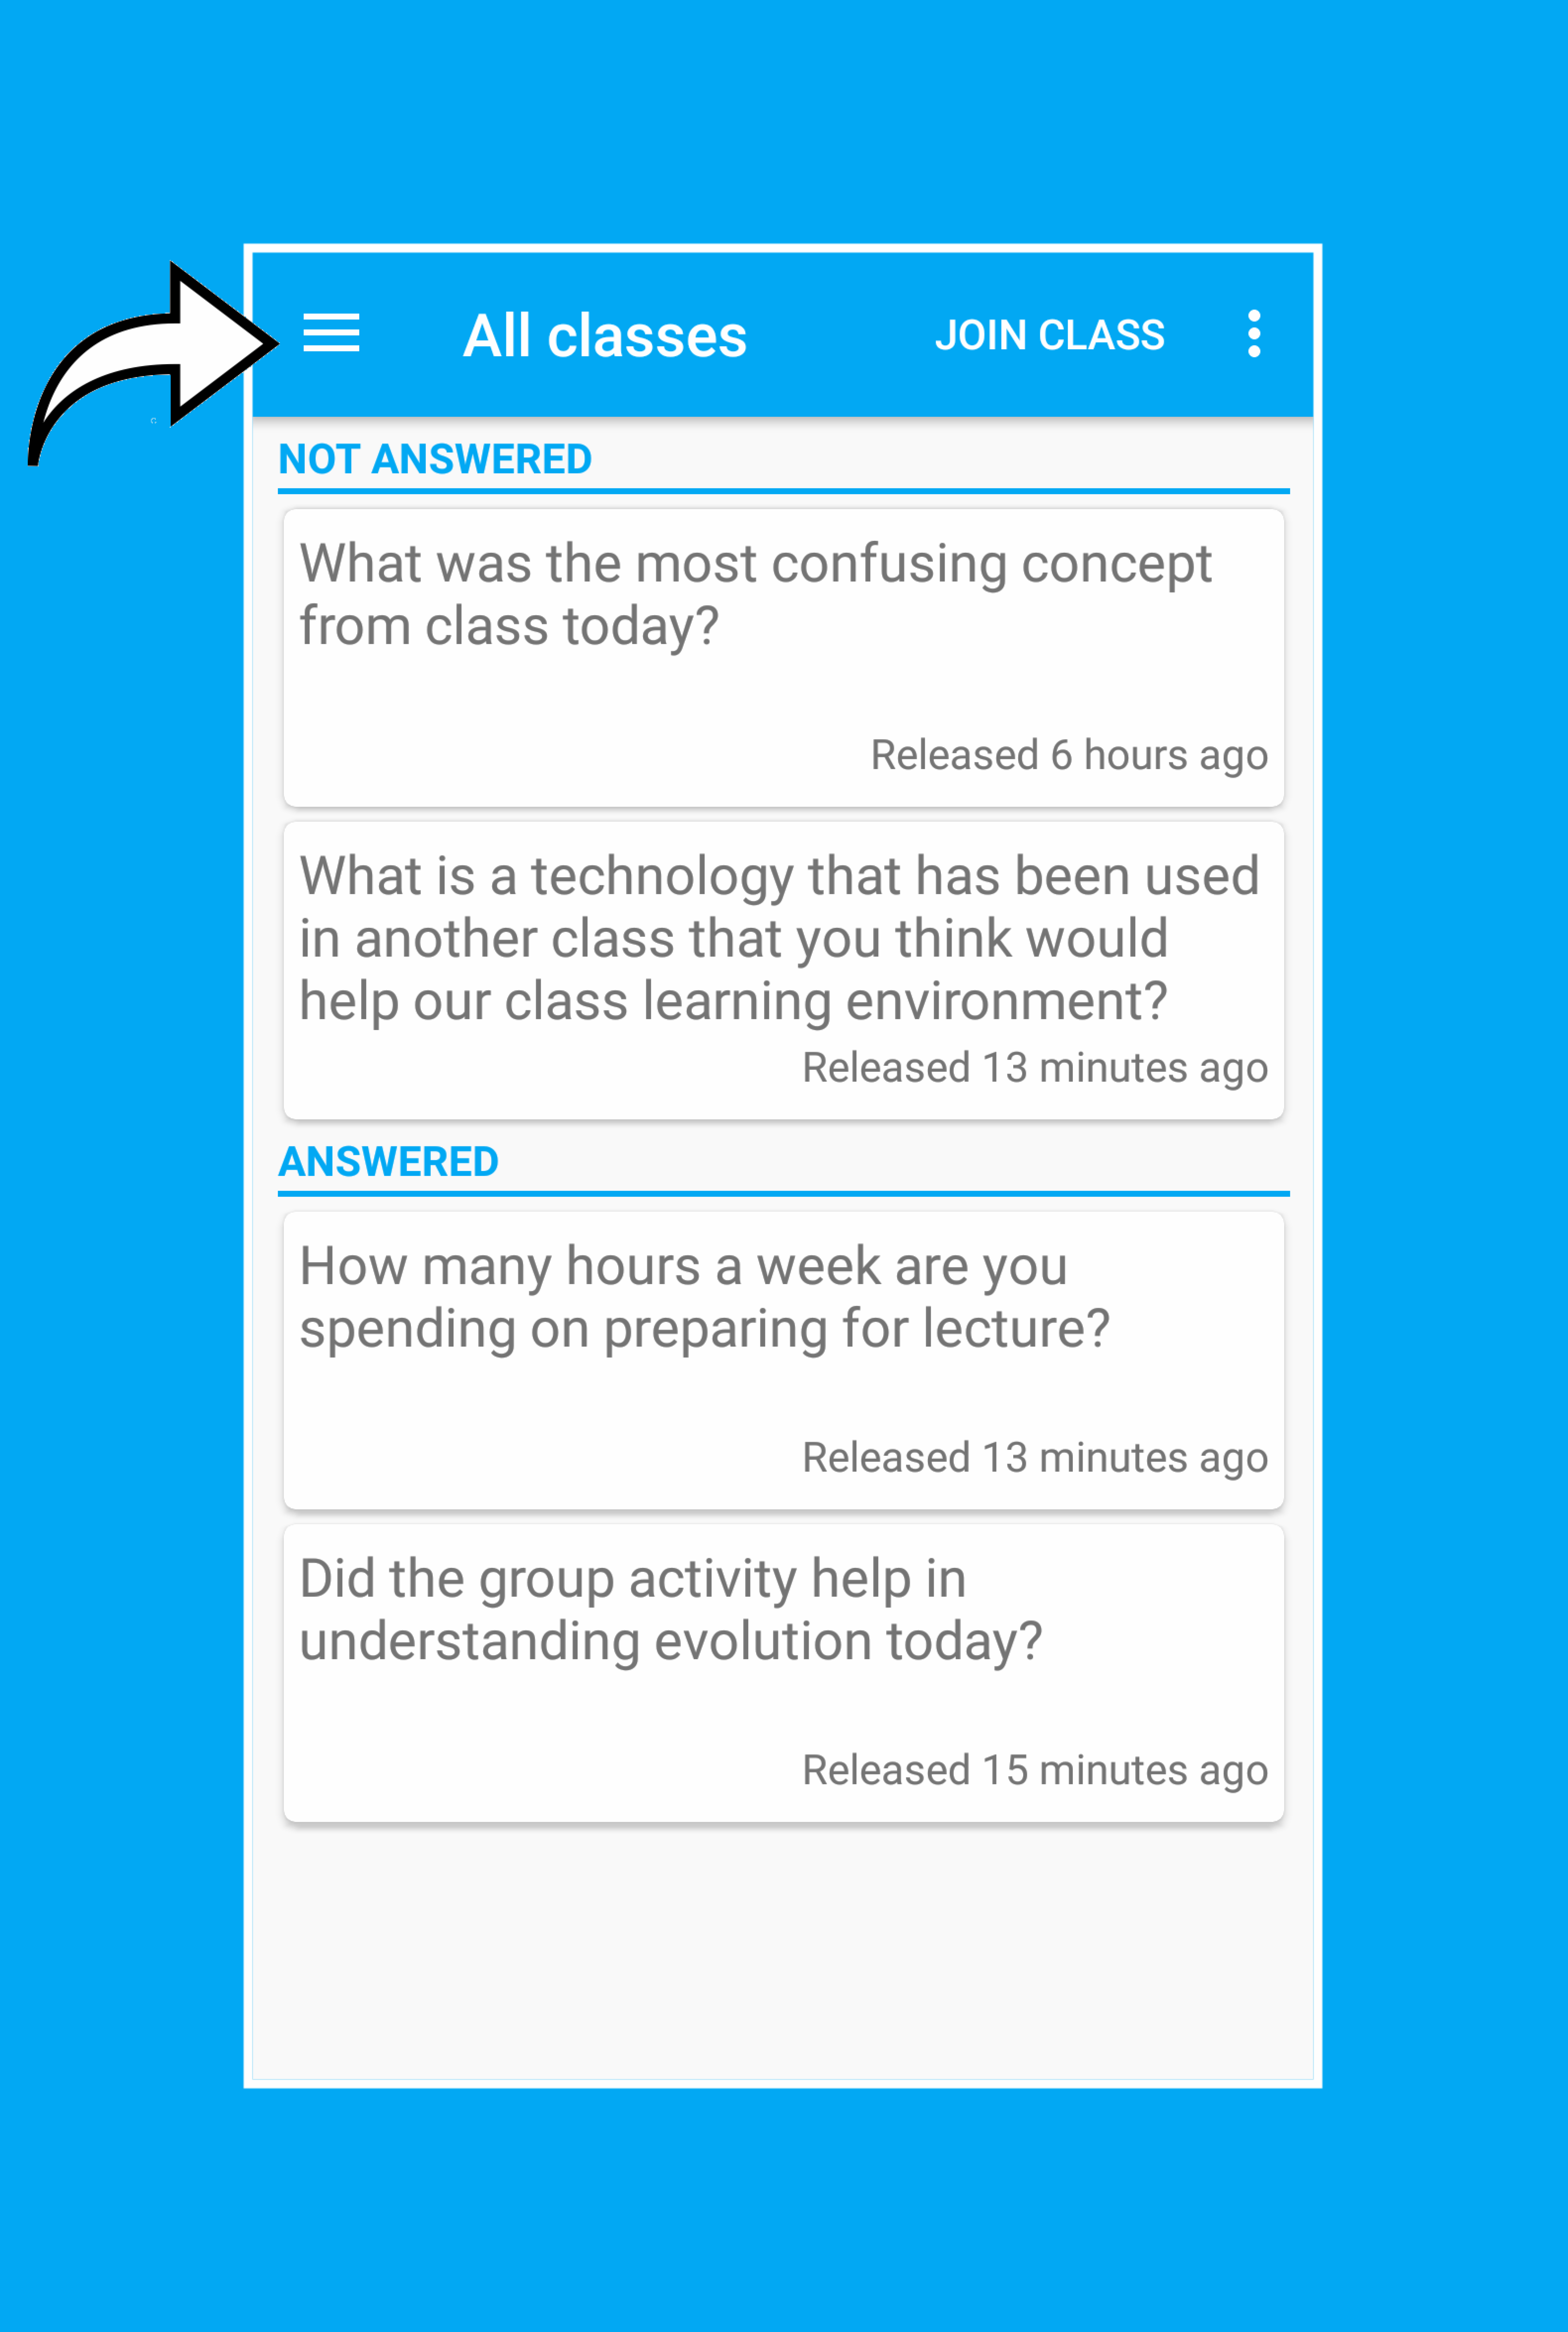 All classes
JOIN CLASS
NOT ANSWERED
What was the most confusing concept
from class today?
Released 6 hours ago
What is a technology that has been used
in another class that you think would
help our class learning environment?
Released 13 minutes ago
ANSWERED
How many hours a week are you
spending on preparing for lecture?
Released 13 minutes ago
Did the group activity help in
understanding evolution today?
Released 15 minutes ago